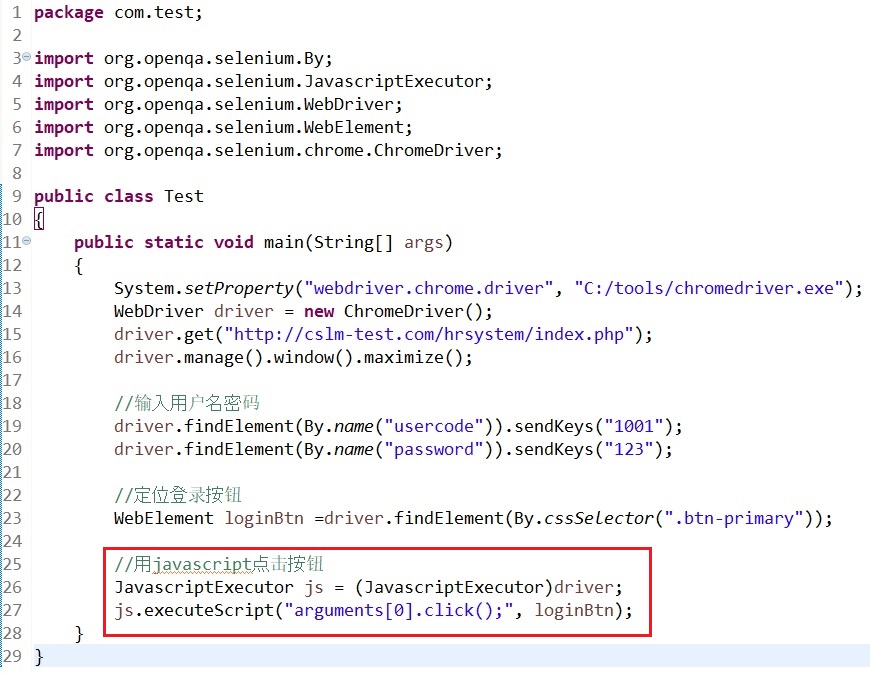 1 package com.test;
2
3 import org.openqa.selenium.By;
4 import org.openqa.selenium.JavascriptExecutor;
5 import org.openqa.selenium.WebDriver;
6 import org.openqa.selenium.WebElement;
7 import org.openqa.selenium.chrome.ChromeDriver;
8
9 public class Test
10 {
11     public static void main(String[] args)
12     {
13         System.setProperty("webdriver.chrome.driver", "C:/tools/chromedriver.exe");
14         WebDriver driver = new ChromeDriver();
15         driver.get("http://cslm-test.com/hrsystem/index.php");
16         driver.manage().window().maximize();
17
18         //输入用户名密码
19         driver.findElement(By.name("usercode")).sendKeys("1001");
20         driver.findElement(By.name("password")).sendKeys("123");
21
22         //定位登录按钮
23         WebElement loginBtn =driver.findElement(By.cssSelector(".btn-primary"));
24
25         //用javascript点击按钮
26         JavascriptExecutor js = (JavascriptExecutor)driver;
27         js.executeScript("arguments[0].click();", loginBtn);
28     }
29 }